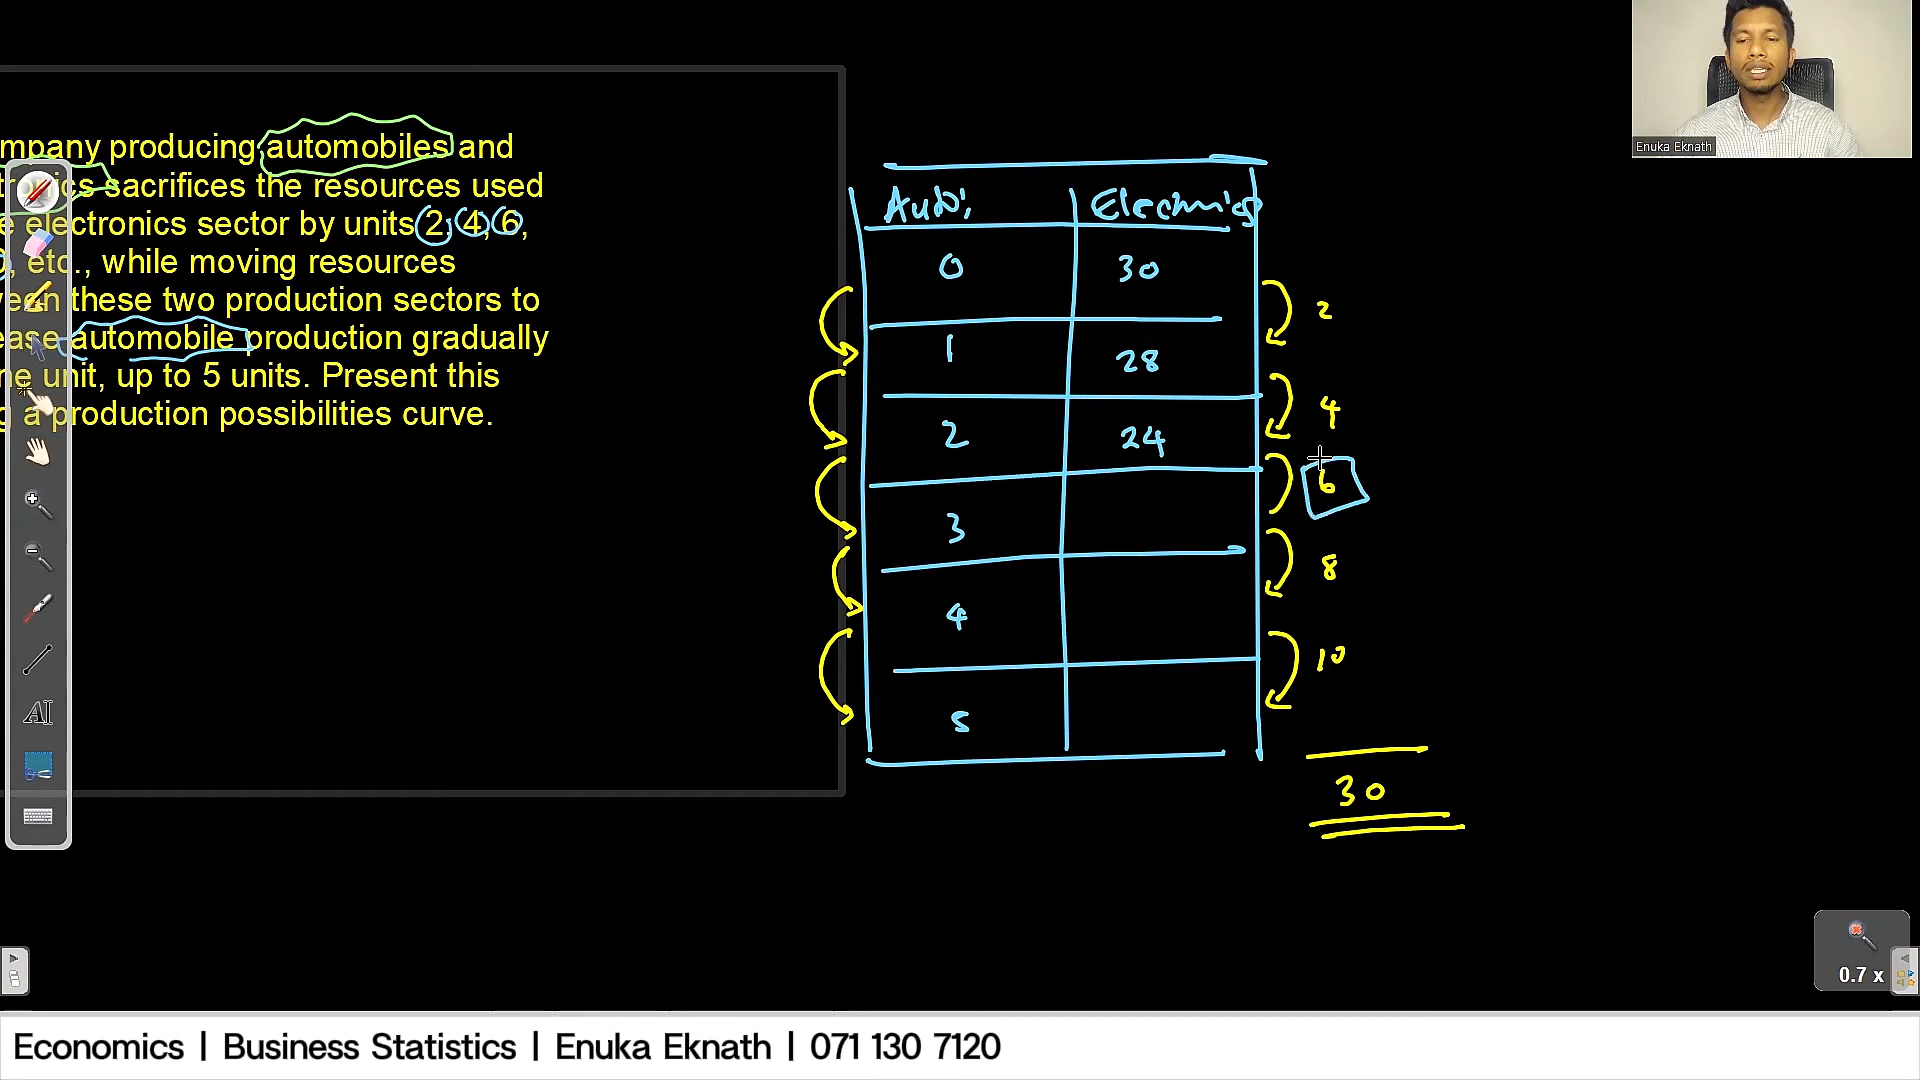 mpany producing automobiles and
tronics sacrifices the resources used
e electronics sector by units 2, 4, 6,
, etc., while moving resources
een these two production sectors to
ease automobile production gradually
ne unit, up to 5 units. Present this
g a production possibilities curve.
Auto; Electronics
0 30
2
1 28
4
2 24
6
3
8
4
10
5
30
Enuka Eknath
0.7 x
Economics | Business Statistics | Enuka Eknath | 071 130 7120